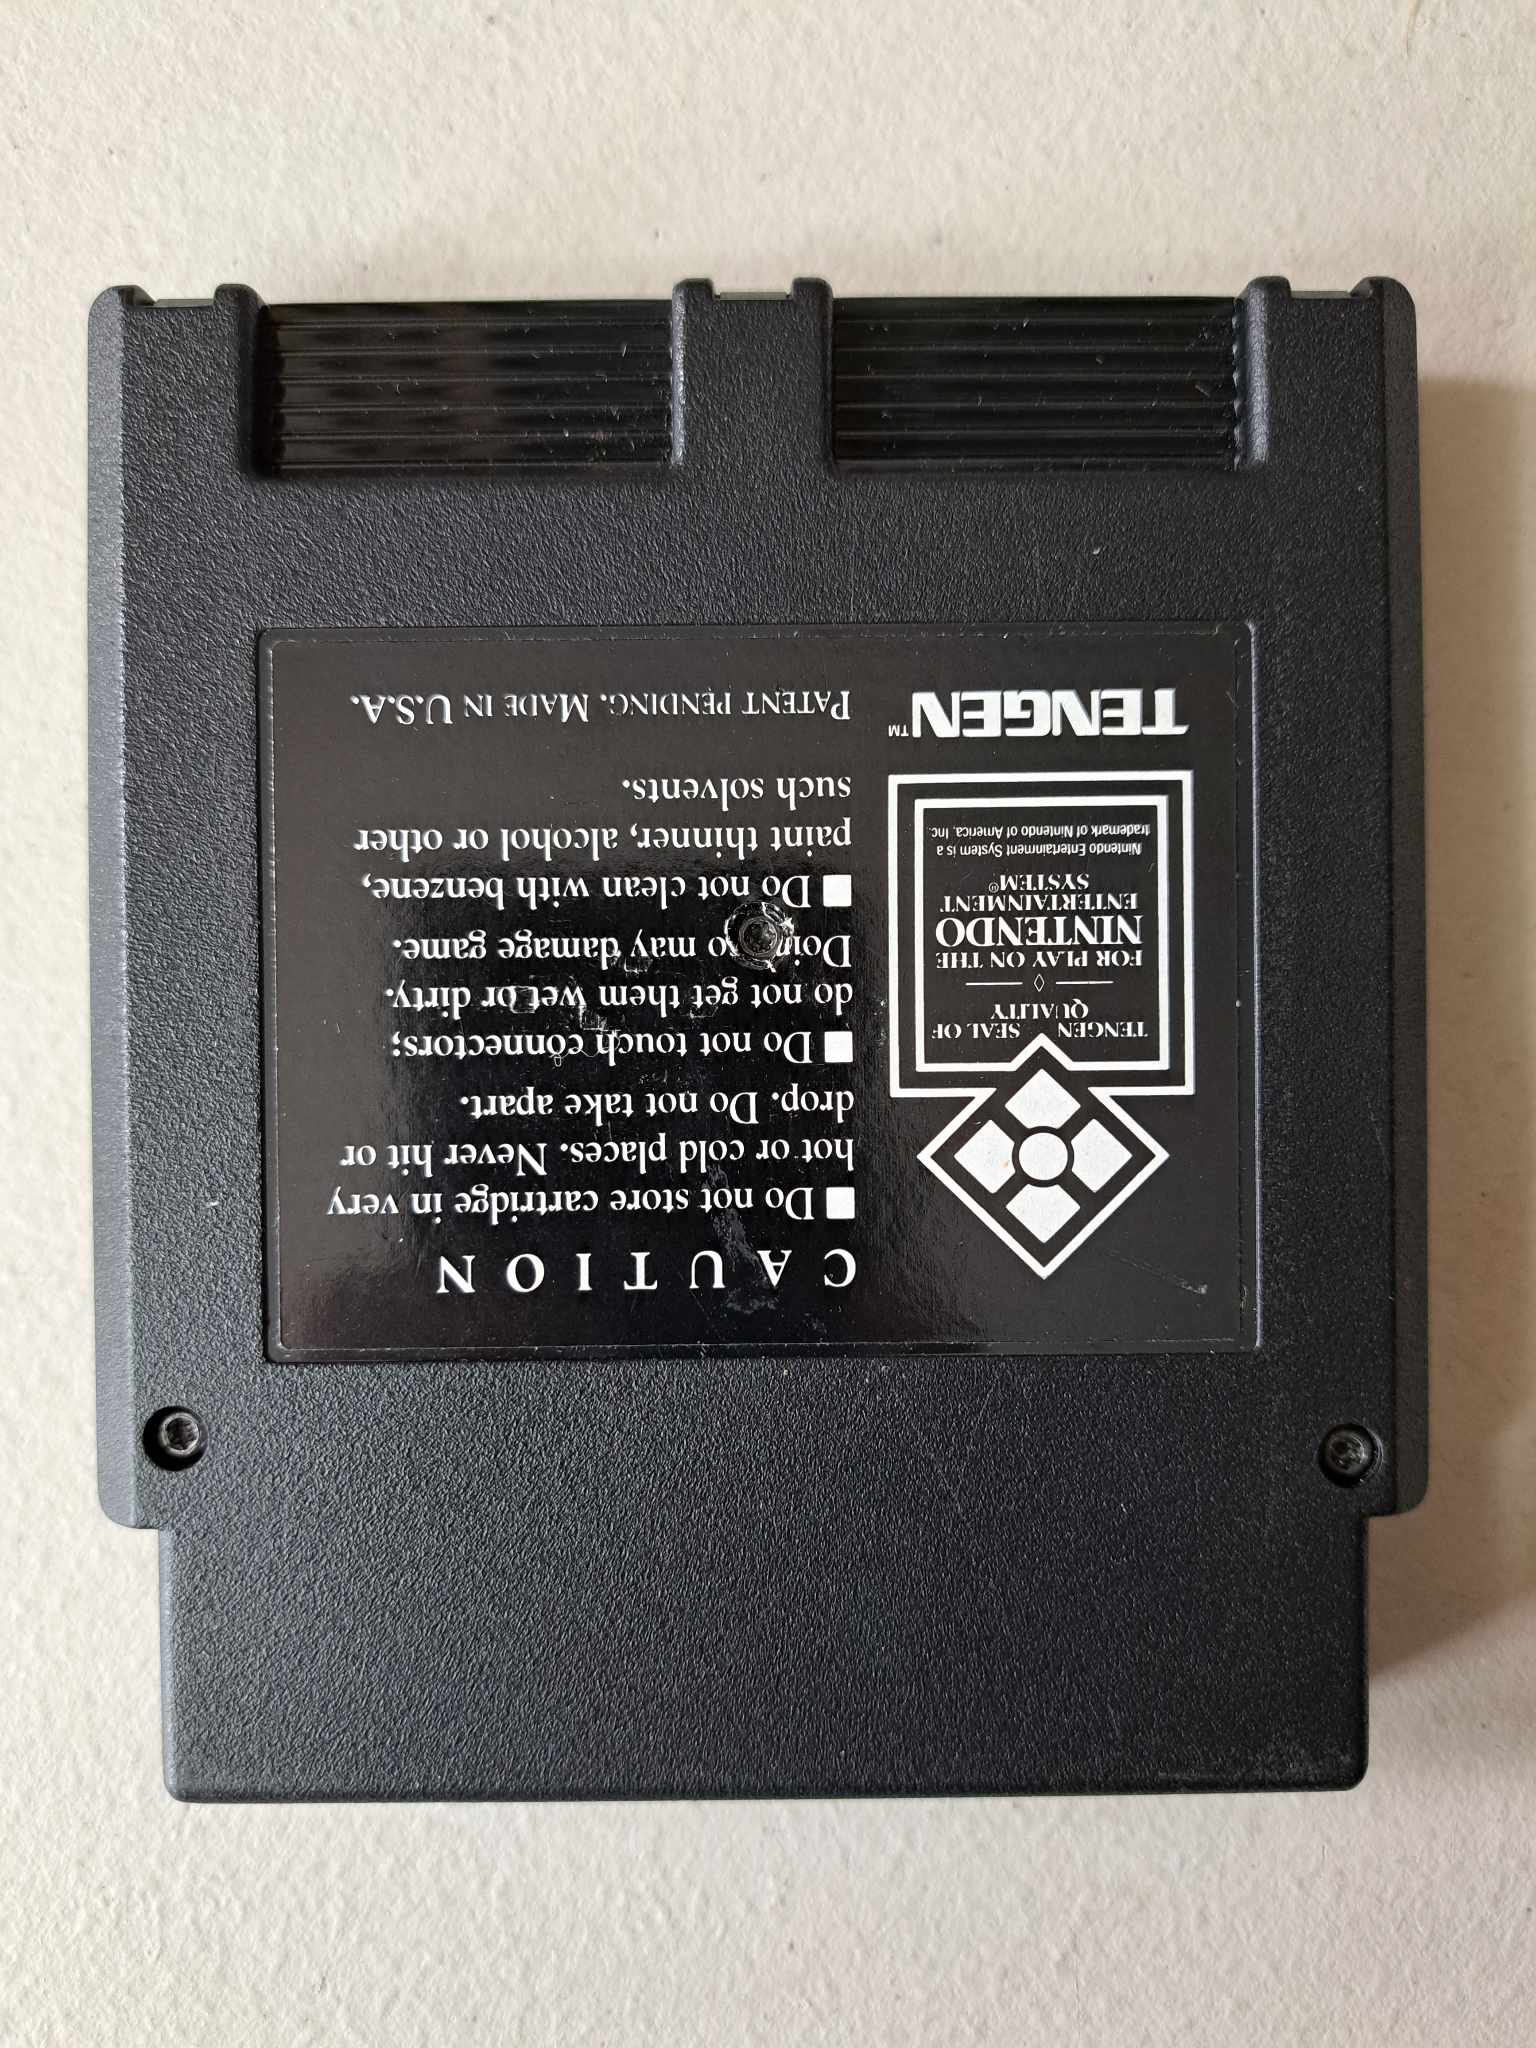 CAUTION
■ Do not store cartridge in very
hot or cold places. Never hit or
drop. Do not take apart.
■ Do not touch connectors;
do not get them wet or dirty.
Doing so may damage game.
■ Do not clean with benzene,
paint thinner, alcohol or other
such solvents.
PATENT PENDING. MADE IN U.S.A.
TENGEN SEAL OF
QUALITY
FOR PLAY ON THE
NINTENDO
ENTERTAINMENT
SYSTEM®
Nintendo Entertainment System is a
trademark of Nintendo of America, Inc.
TENGEN™